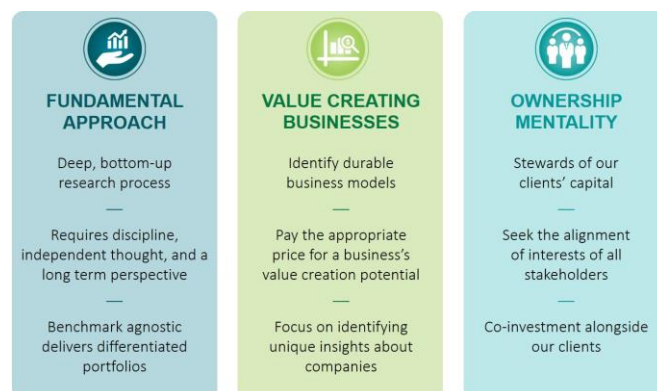 FUNDAMENTAL
APPROACH
Deep, bottom-up
research process
Requires discipline,
independent thought, and a
long term perspective
Benchmark agnostic
delivers differentiated
portfolios
VALUE CREATING
BUSINESSES
Identify durable
business models
Pay the appropriate
price for a business's
value creation potential
Focus on identifying
unique insights about
companies
OWNERSHIP
MENTALITY
Stewards of our
clients' capital
Seek the alignment
of interests of all
stakeholders
Co-investment alongside
our clients